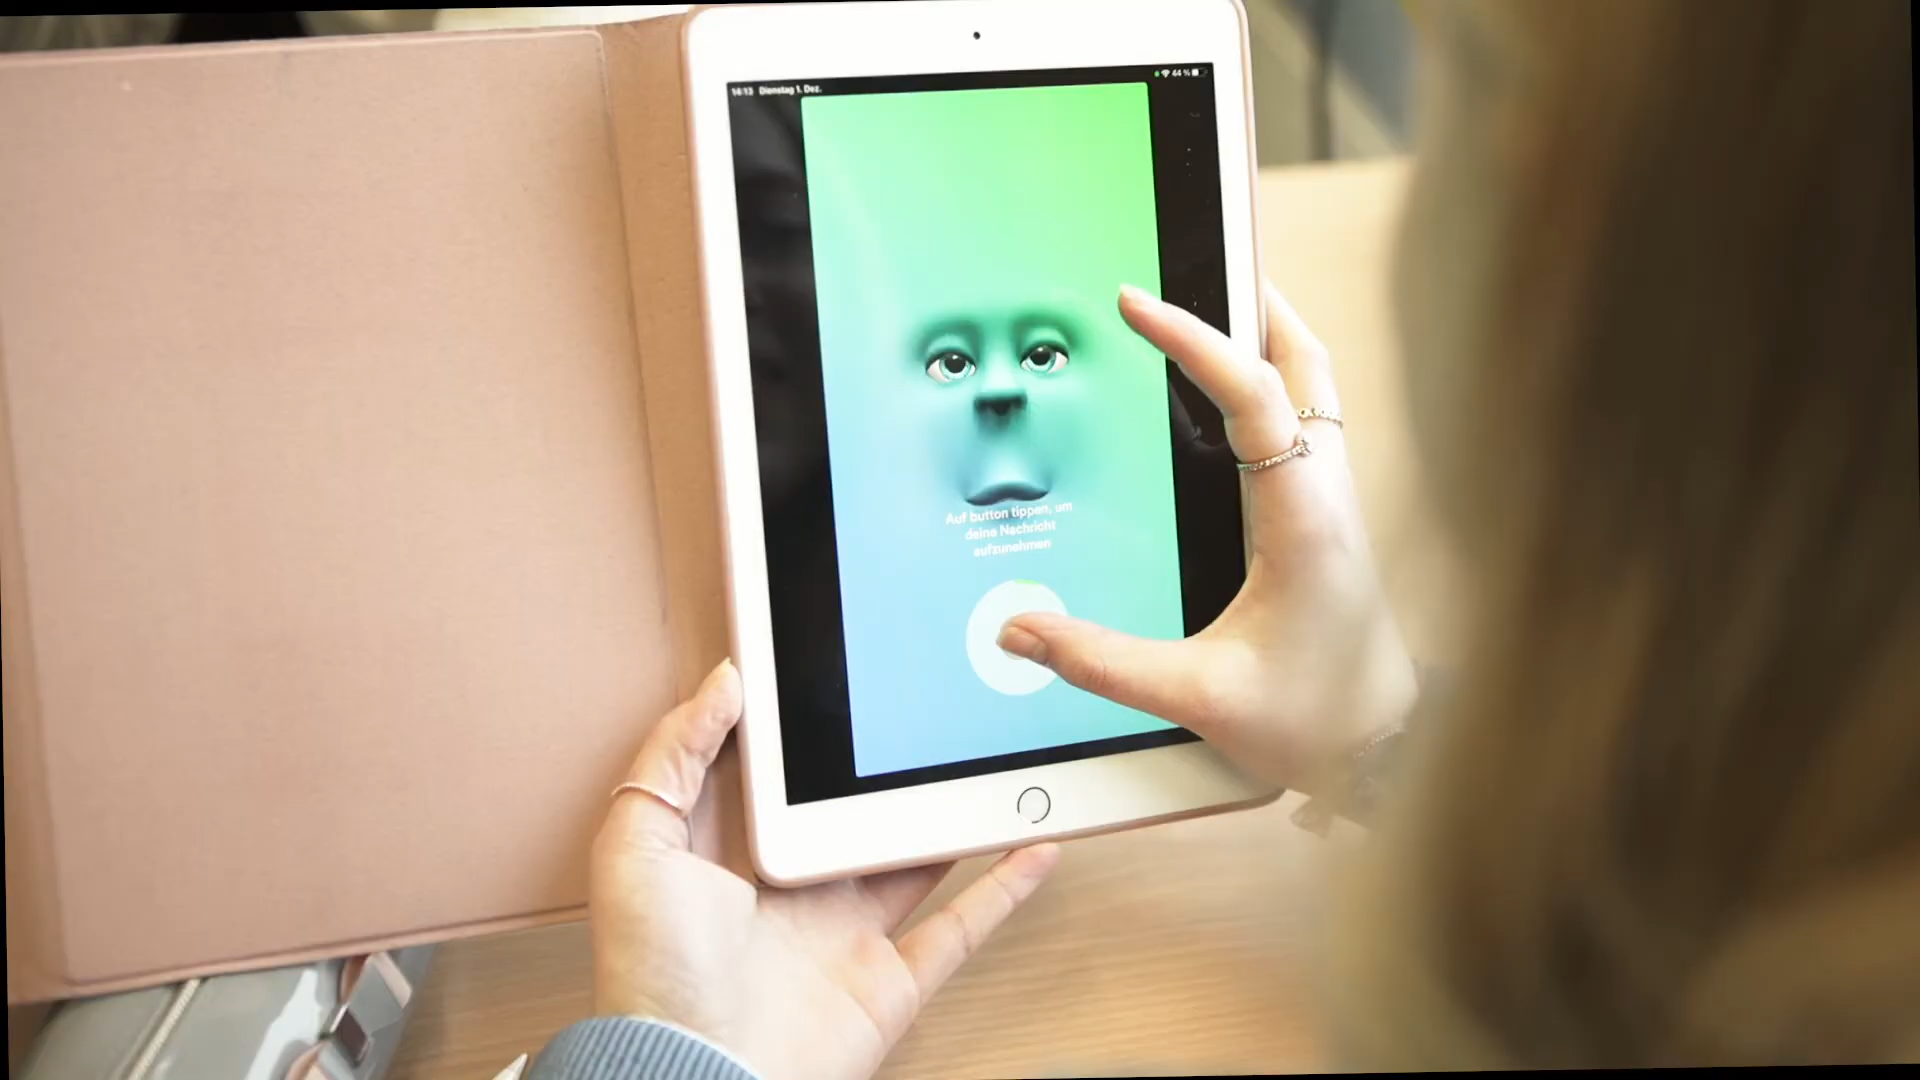 14:13 Dienstag 1. Dez.
44 %
Auf button tippen, um
deine Nachricht
aufzunehmen